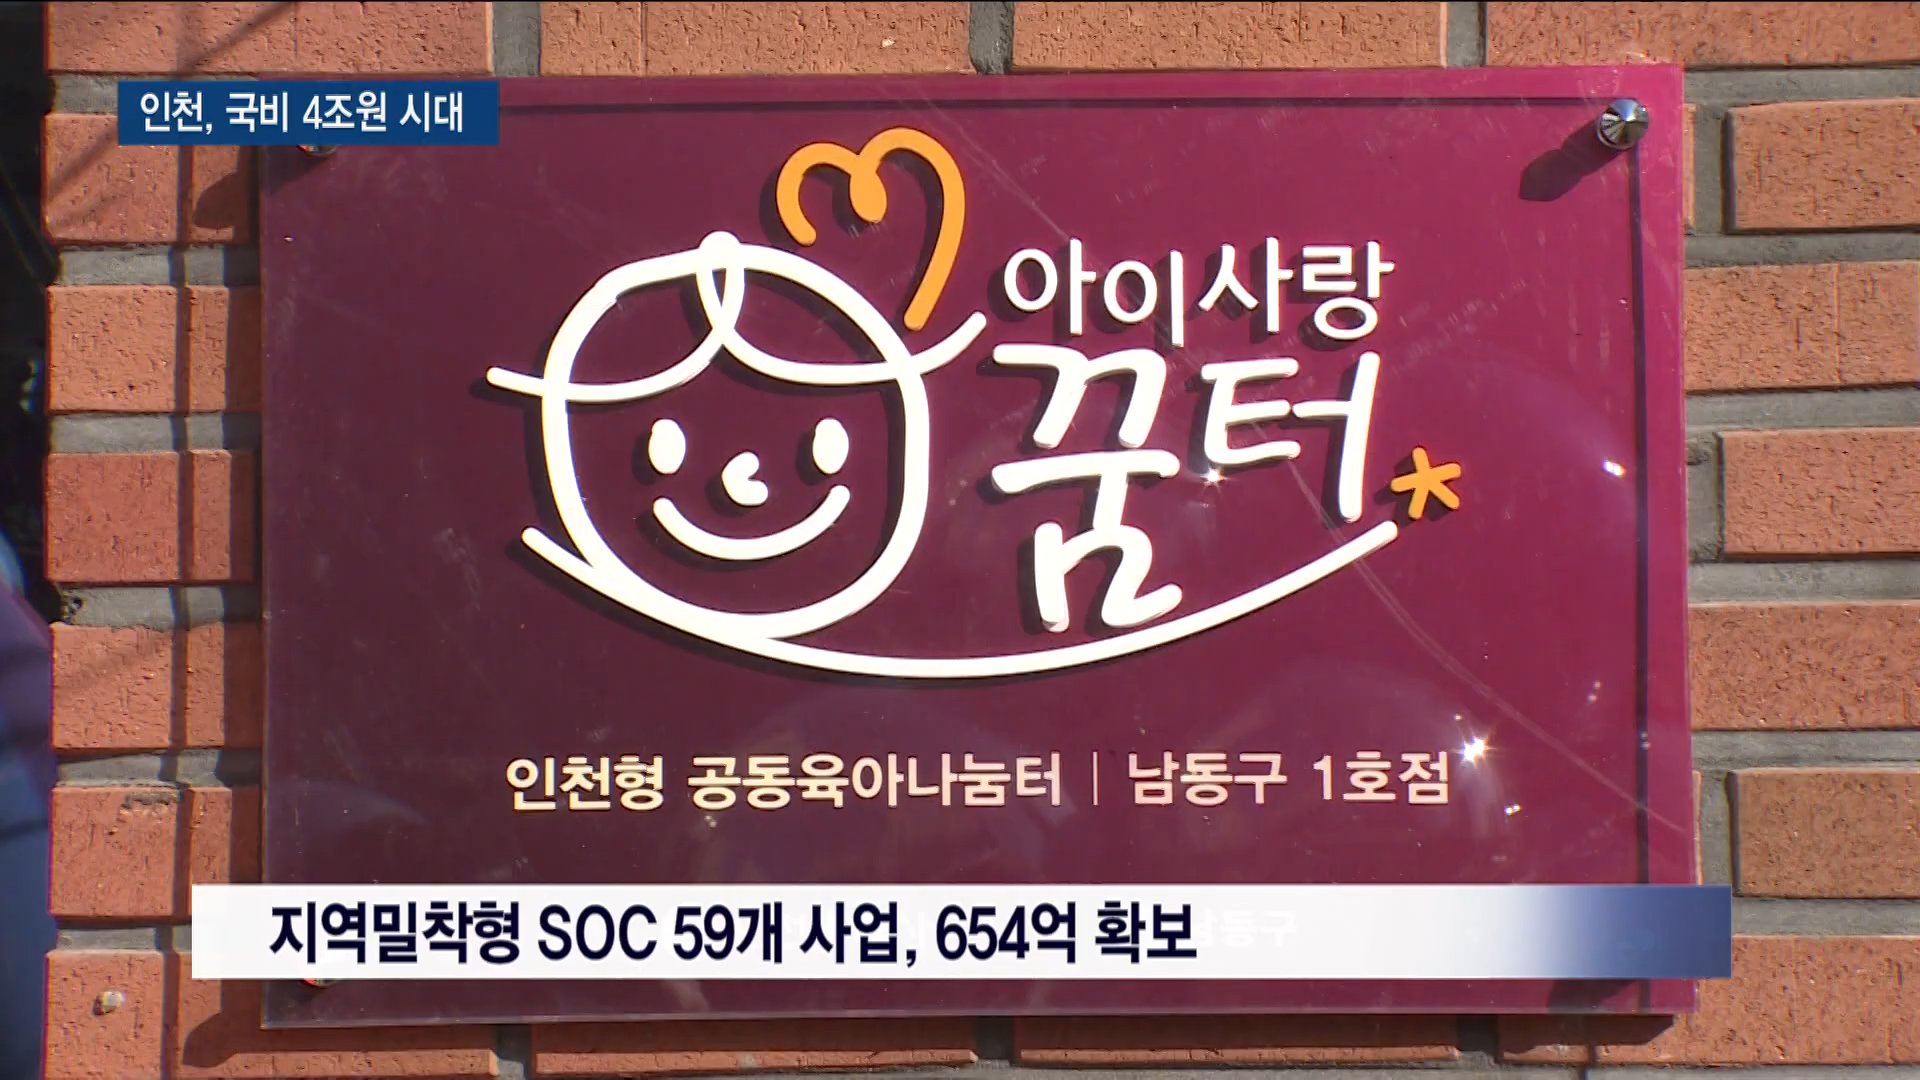 인천, 국비 4조원 시대
아이사랑
꿈터
인천형 공동육아나눔터 | 남동구 1호점
지역밀착형 SOC 59개 사업, 654억 확보